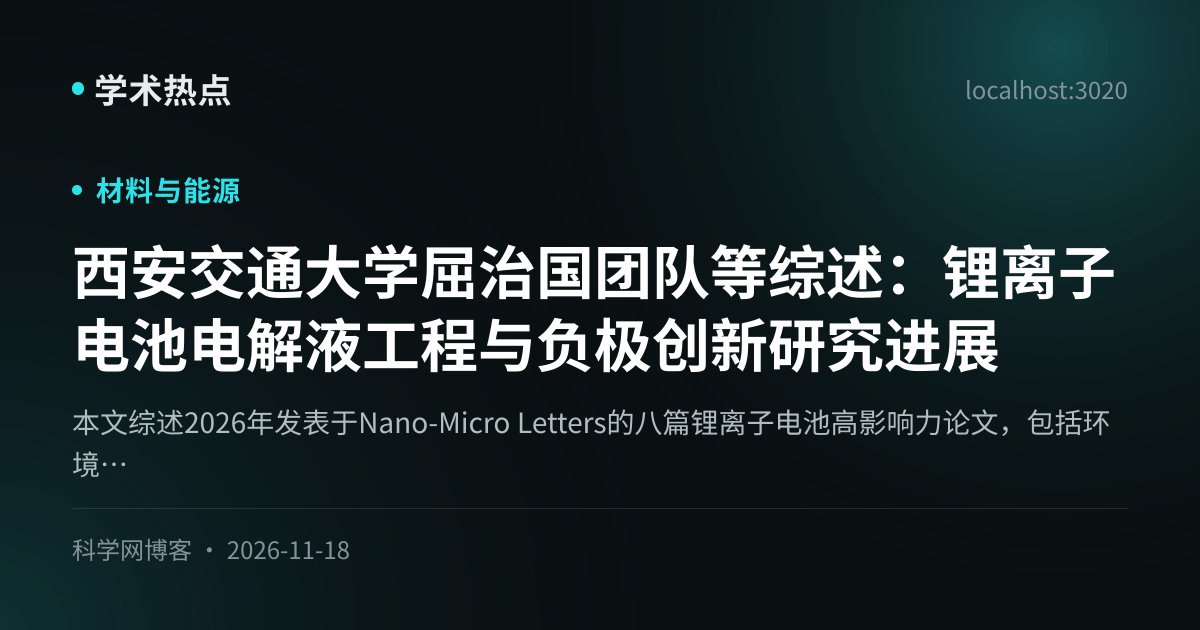 学术热点
localhost:3020
材料与能源
西安交通大学屈治国团队等综述：锂离子
电池电解液工程与负极创新研究进展
本文综述2026年发表于Nano-Micro Letters的八篇锂离子电池高影响力论文，包括环
境…
科学网博客 · 2026-11-18